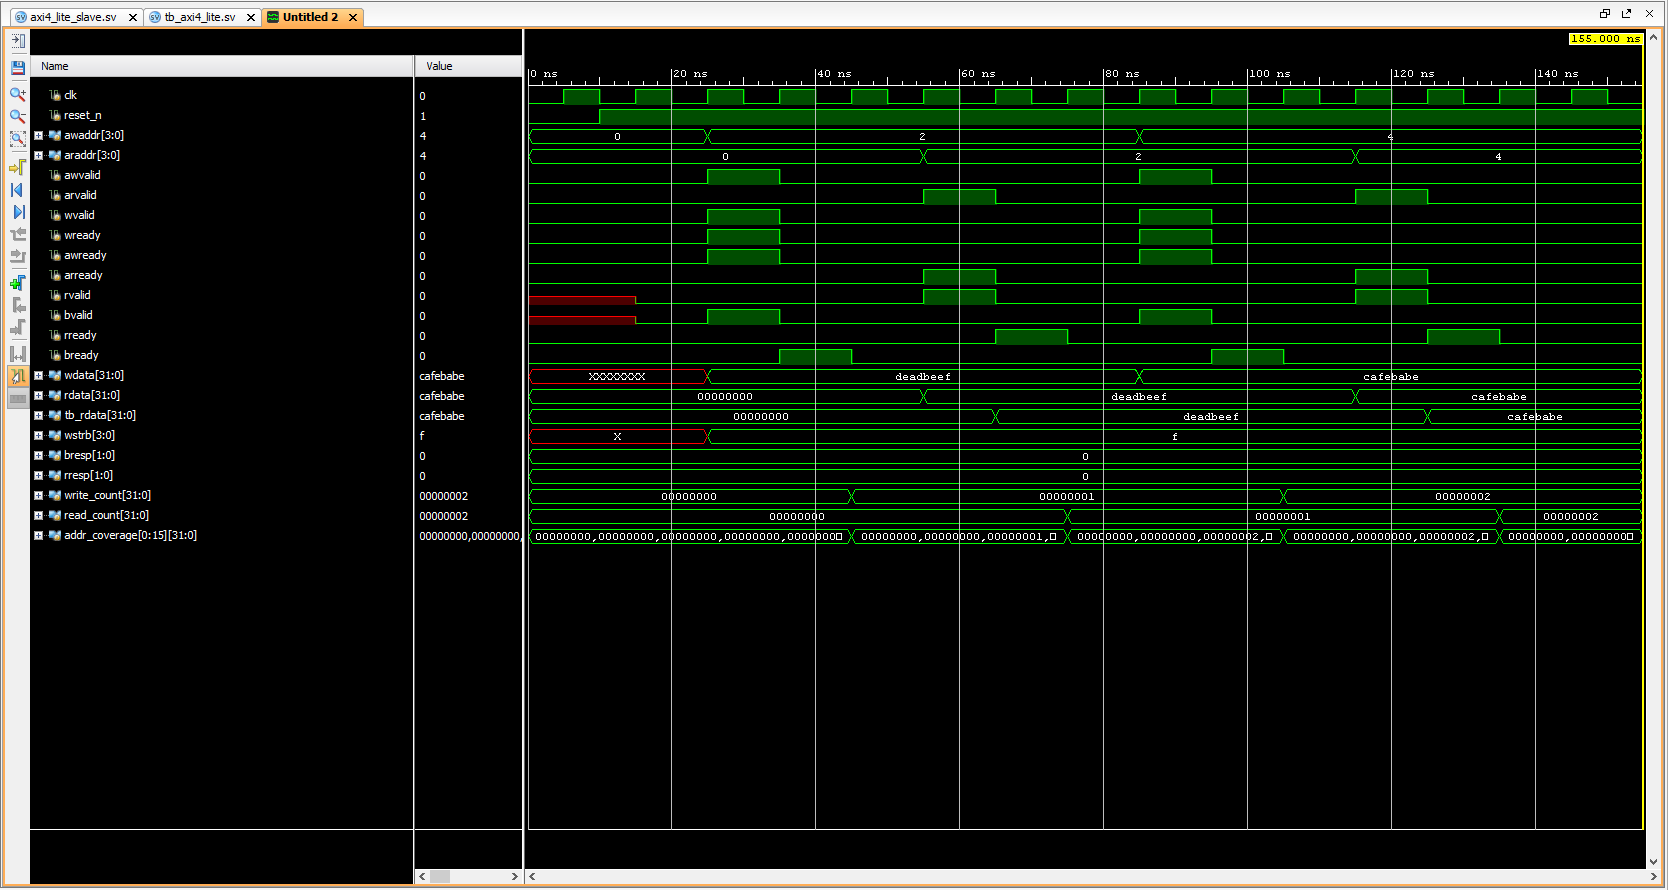 axi4_lite_slave.sv tb_axi4_lite.sv Untitled 2
155.000 ns
Name Value
0 ns 20 ns 40 ns 60 ns 80 ns 100 ns 120 ns 140 ns
clk 0
reset_n 1
awaddr[3:0] 4 0 2 4
araddr[3:0] 4 0 2 4
awvalid 0
arvalid 0
wvalid 0
wready 0
awready 0
arready 0
rvalid 0
bvalid 0
rready 0
bready 0
wdata[31:0] cafebabe XXXXXXXX deadbeef cafebabe
rdata[31:0] cafebabe 00000000 deadbeef cafebabe
tb_rdata[31:0] cafebabe 00000000 deadbeef cafebabe
wstrb[3:0] f X f
bresp[1:0] 0 0
rresp[1:0] 0 0
write_count[31:0] 00000002 00000000 00000001 00000002
read_count[31:0] 00000002 00000000 00000001 00000002
addr_coverage[0:15][31:0] 00000000,00000000, 00000000,00000000,00000000,00000000,0000000□ 00000000,00000000,00000001,□ 00000000,00000000,00000002,□ 00000000,00000000,00000002,□ 00000000,00000000□